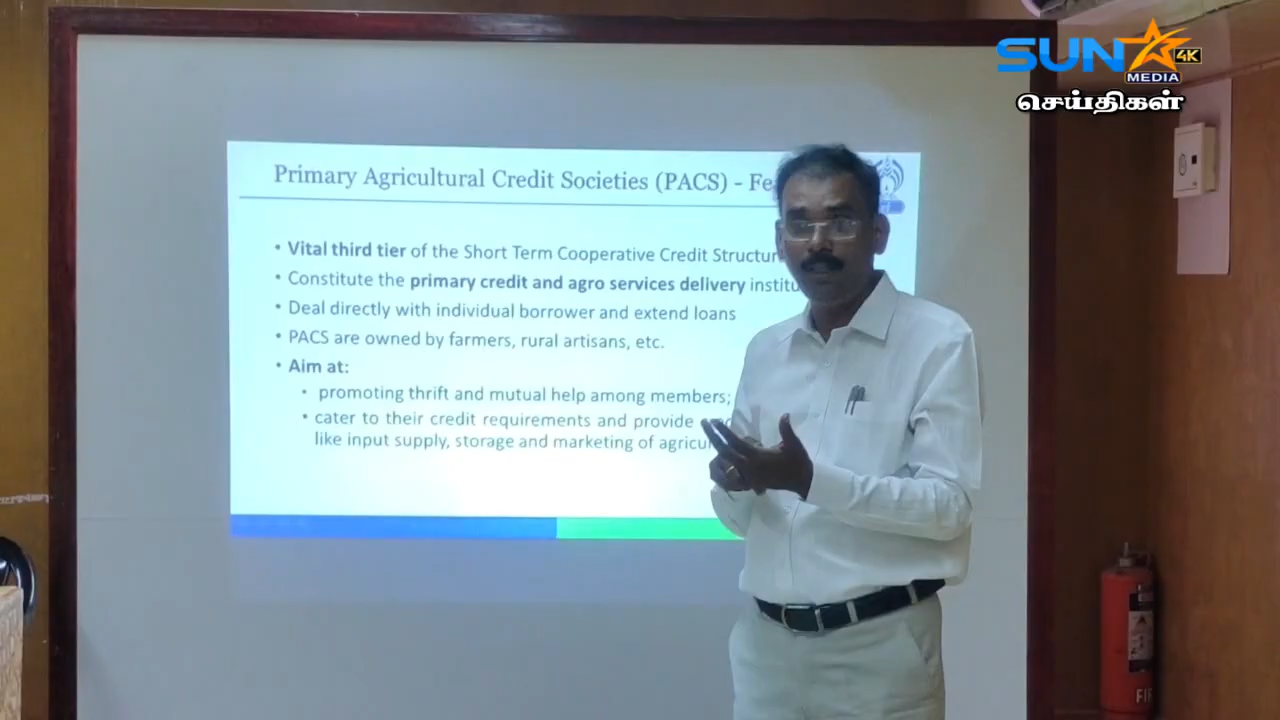 SUN
4K
MEDIA
செய்திகள்
Primary Agricultural Credit Societies (PACS) - Fe
• Vital third tier of the Short Term Cooperative Credit Structur
• Constitute the primary credit and agro services delivery institu
• Deal directly with individual borrower and extend loans
• PACS are owned by farmers, rural artisans, etc.
• Aim at:
• promoting thrift and mutual help among members;
• cater to their credit requirements and provide
like input supply, storage and marketing of agricul
FIR